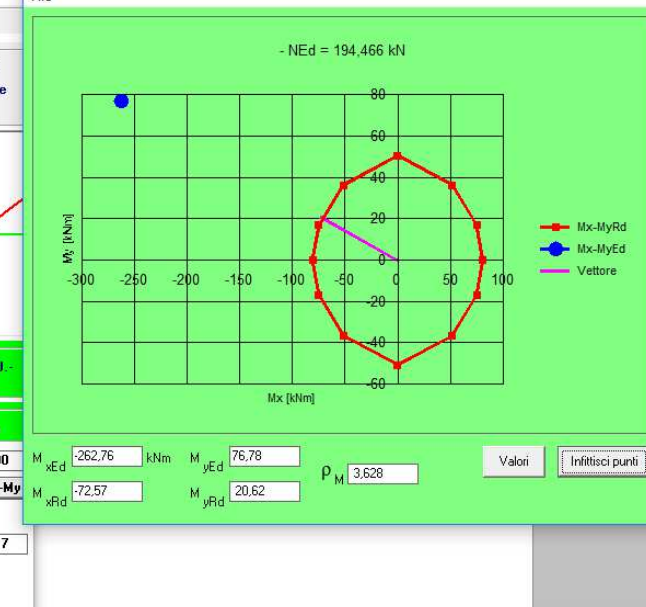 e
- NEd = 194,466 kN
80
60
40
20
0
-40
-60
My [kNm]
-300 -250 -200 -150 -100 -50 0 50 100
Mx [kNm]
Mx-MyRd
Mx-MyEd
Vettore
J.-
0
-My
7
M xEd -262,76 kNm M yEd 76,78
M xRd -72,57 M yRd 20,62
ρ M 3,628
Valori
Infittisci punti